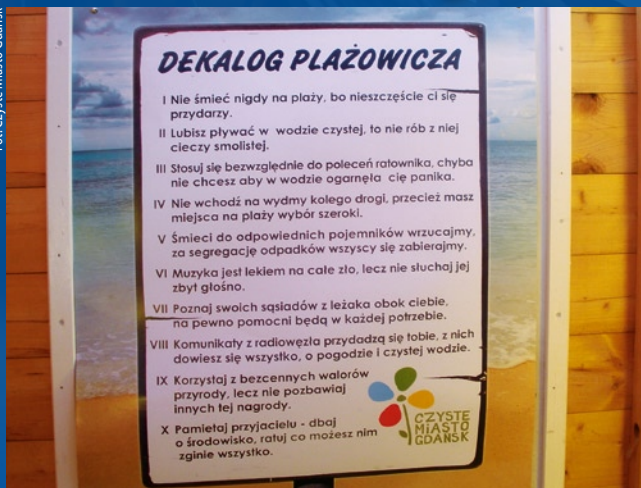 DEKALOG PLAŻOWICZA
I Nie śmieć nigdy na plaży, bo nieszczęście ci się
przydarzy.
II Lubisz pływać w wodzie czystej, to nie rób z niej
cieczy smolistej.
III Stosuj się bezwzględnie do poleceń ratownika, chyba
nie chcesz aby w wodzie ogarnęła cię panika.
IV Nie wchodź na wydmy kolego drogi, przecież masz
miejsca na plaży wybór szeroki.
V Śmieci do odpowiednich pojemników wrzucajmy,
za segregację odpadków wszyscy się zabierajmy.
VI Muzyka jest lekiem na całe zło, lecz nie słuchaj jej
zbyt głośno.
VII Poznaj swoich sąsiadów z leżaka obok ciebie,
na pewno pomocni będą w każdej potrzebie.
VIII Komunikaty z radiowęzła przydadzą się tobie, z nich
dowiesz się wszystko, o pogodzie i czystej wodzie.
IX Korzystaj z bezcennych walorów
przyrody, lecz nie pozbawiaj
innych tej nagrody.
X Pamietaj przyjacielu - dbaj
o środowisko, ratuj co możesz nim
zginie wszystko.
CZYSTE
MIASTO
GDAŃSK